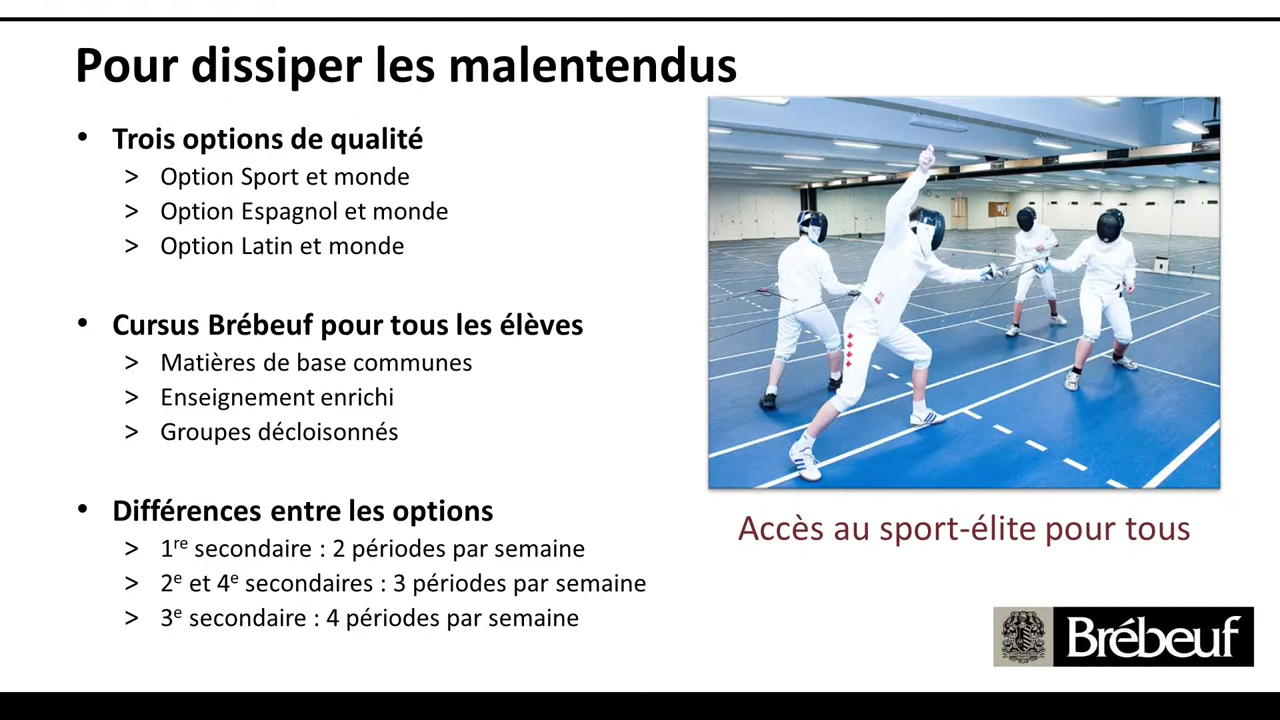 Pour dissiper les malentendus
• Trois options de qualité
> Option Sport et monde
> Option Espagnol et monde
> Option Latin et monde
• Cursus Brébeuf pour tous les élèves
> Matières de base communes
> Enseignement enrichi
> Groupes décloisonnés
• Différences entre les options
> 1re secondaire : 2 périodes par semaine
> 2e et 4e secondaires : 3 périodes par semaine
> 3e secondaire : 4 périodes par semaine
Accès au sport-élite pour tous
Brébeuf